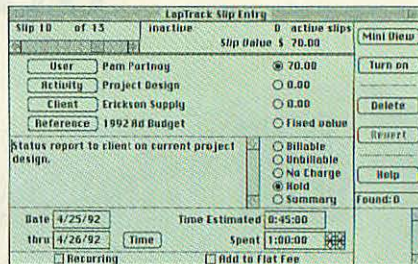 LapTrack Slip Entry
Slip 10 of 13 inactive 0 active slips
Slip Value $ 70.00
Mini View
User Pam Portnoy 70.00 Turn on
Activity Project Design 0.00
Client Erickson Supply 0.00 Delete
Reference 1992 Ad Budget Fixed value
Revert
Status report to client on current project design.
Billable
Unbillable
No Charge Help
Hold
Summary Found: 0
Date 4/25/92 Time Estimated 0:45:00
thru 4/26/92 Time Spent 1:00:00
Recurring Add to Flat Fee